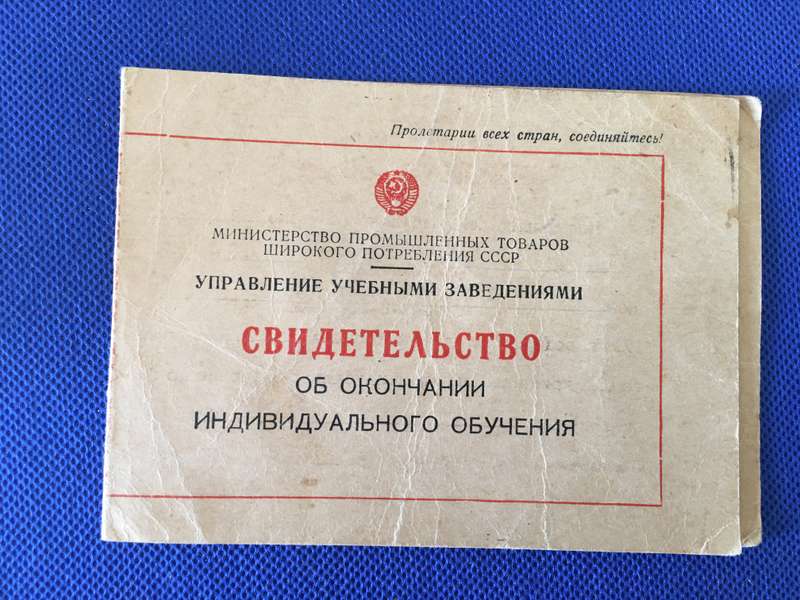 Пролетарии всех стран, соединяйтесь!
МИНИСТЕРСТВО ПРОМЫШЛЕННЫХ ТОВАРОВ
ШИРОКОГО ПОТРЕБЛЕНИЯ СССР
УПРАВЛЕНИЕ УЧЕБНЫМИ ЗАВЕДЕНИЯМИ
СВИДЕТЕЛЬСТВО
ОБ ОКОНЧАНИИ
ИНДИВИДУАЛЬНОГО ОБУЧЕНИЯ